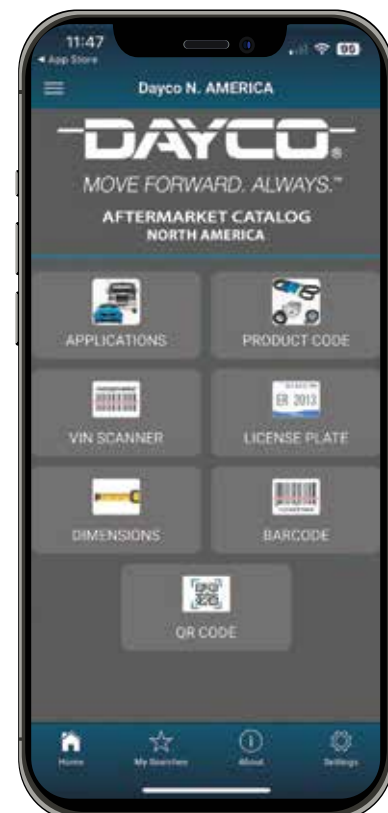 11:47
◀ App Store
99
Dayco N. AMERICA
DAYCO®
MOVE FORWARD. ALWAYS.™
AFTERMARKET CATALOG
NORTH AMERICA
APPLICATIONS
PRODUCT CODE
ER 2013
VIN SCANNER
LICENSE PLATE
DIMENSIONS
BARCODE
QR CODE
Home
My Searches
About
Settings